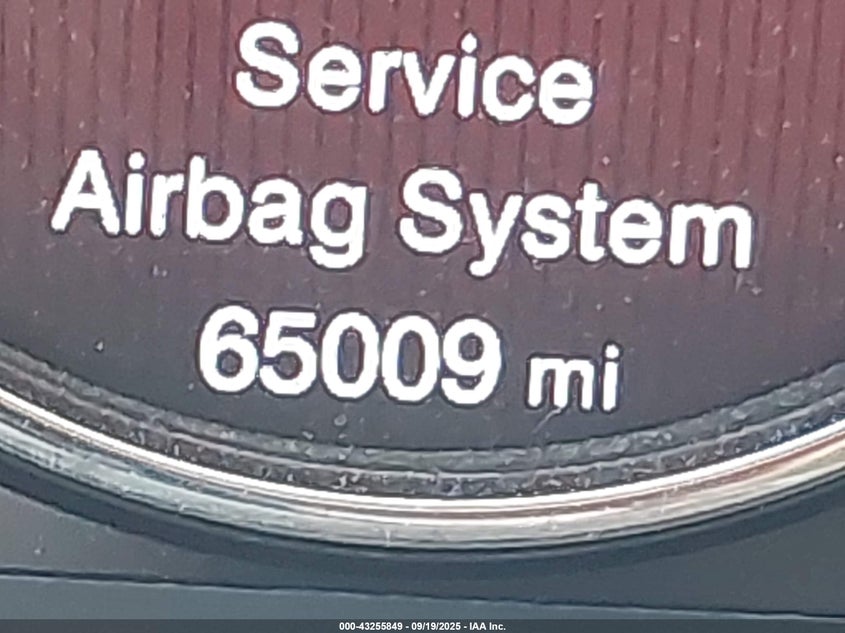 Service
Airbag System
65009 mi
000-43255849 - 09/19/2025 - IAA Inc.